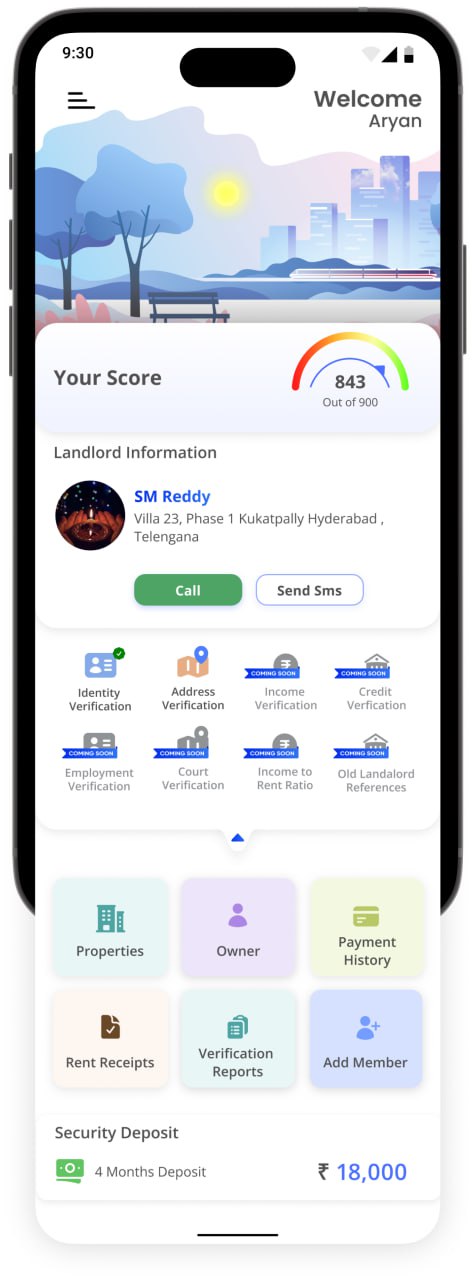 9:30
Welcome
Aryan
Your Score
843
Out of 900
Landlord Information
SM Reddy
Villa 23, Phase 1 Kukatpally Hyderabad ,
Telengana
Call
Send Sms
Identity
Verification
Address
Verification
COMING SOON
Income
Verification
COMING SOON
Credit
Verfication
COMING SOON
Employment
Verification
COMING SOON
Court
Verification
COMING SOON
Income to
Rent Ratio
COMING SOON
Old Landalord
References
Properties
Owner
Payment
History
Rent Receipts
Verification
Reports
Add Member
Security Deposit
4 Months Deposit
₹ 18,000